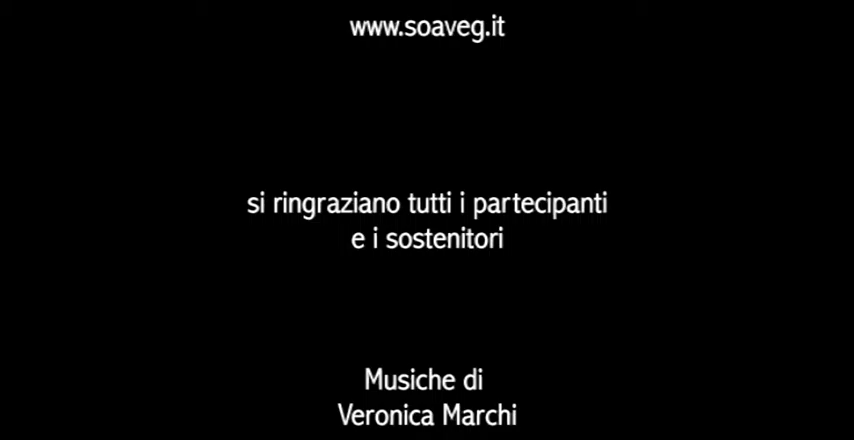 www.soaveg.it
si ringraziano tutti i partecipanti
e i sostenitori
Musiche di
Veronica Marchi